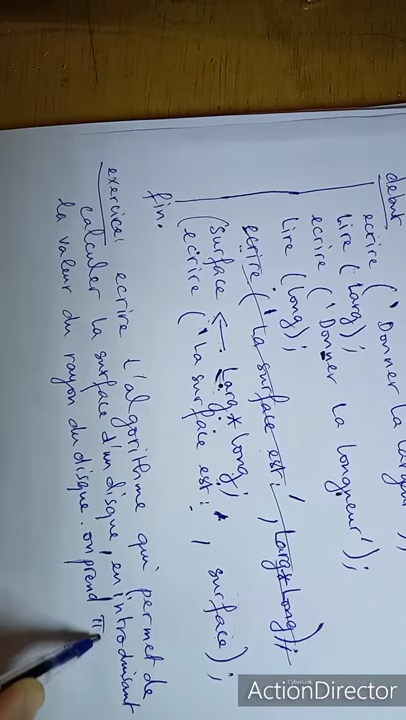 debut
ecrire ('Donner la largeur');
lire (larg);
ecrire ('Donner la longueur');
lire (long);
ecrire ('La surface est:', larg*long);
surface ← larg*long;
ecrire ('la surface est:', surface);
fin.
exercice: ecrire l'algorithme qui permet de
calculer la surface d'un disque, en introduisant
la valeur du rayon du disque. on prend π
CyberLink
ActionDirector